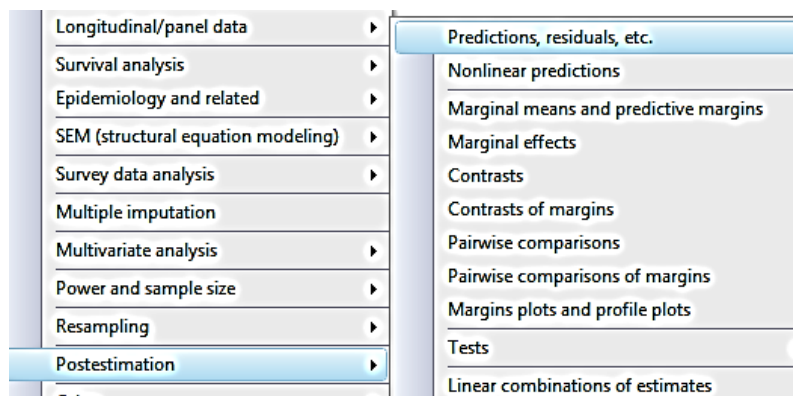 Longitudinal/panel data
Survival analysis
Epidemiology and related
SEM (structural equation modeling)
Survey data analysis
Multiple imputation
Multivariate analysis
Power and sample size
Resampling
Postestimation
Predictions, residuals, etc.
Nonlinear predictions
Marginal means and predictive margins
Marginal effects
Contrasts
Contrasts of margins
Pairwise comparisons
Pairwise comparisons of margins
Margins plots and profile plots
Tests
Linear combinations of estimates